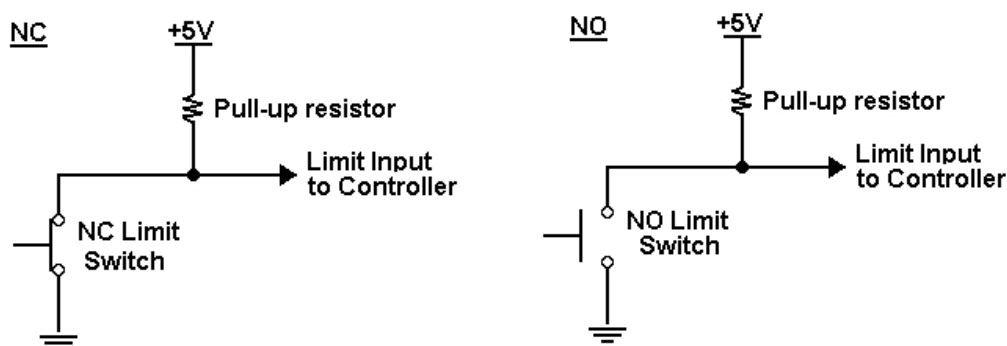 NC
+5V
Pull-up resistor
Limit Input
to Controller
NC Limit
Switch
NO
+5V
Pull-up resistor
Limit Input
to Controller
NO Limit
Switch